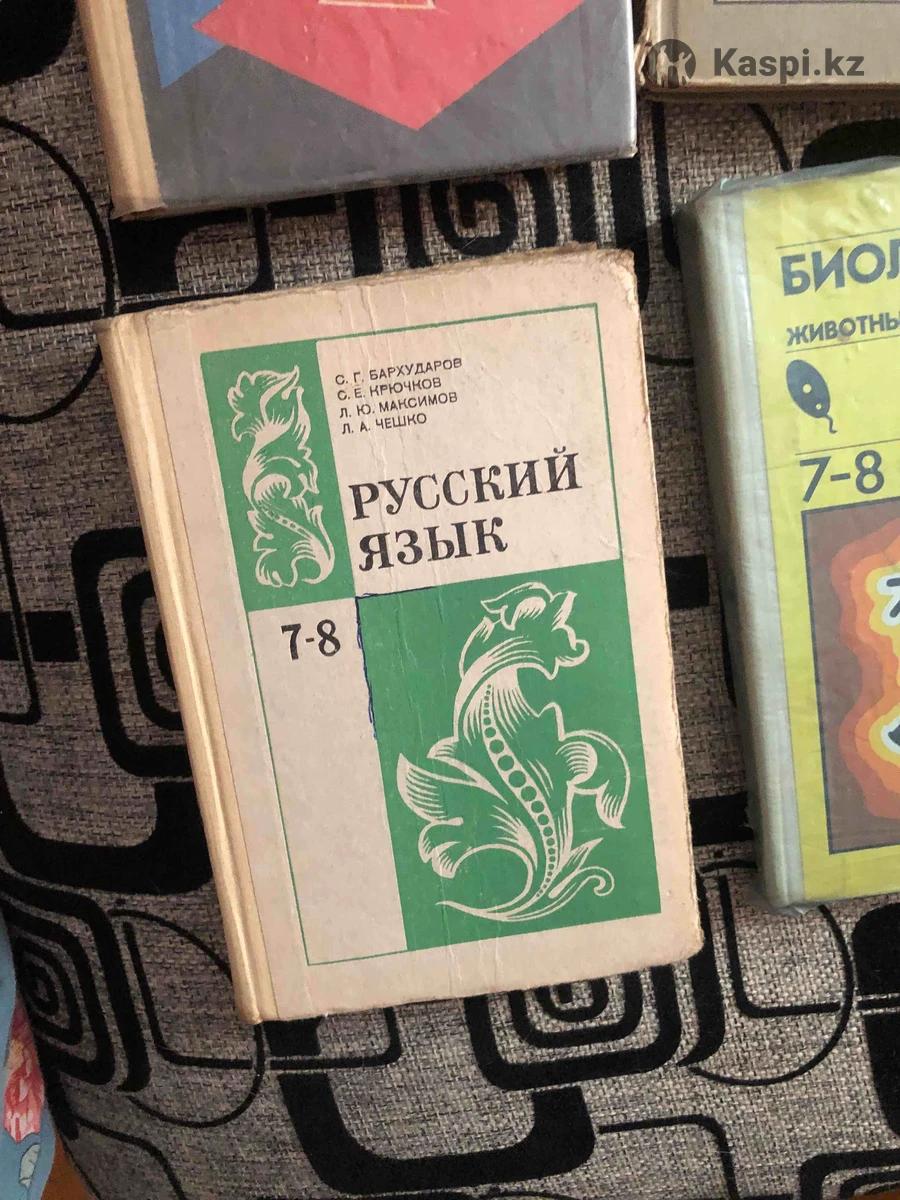 Kaspi.kz
С. Г. БАРХУДАРОВ
С. Е. КРЮЧКОВ
Л. Ю. МАКСИМОВ
Л. А. ЧЕШКО
РУССКИЙ
ЯЗЫК
7-8
БИОЛ
ЖИВОТНЫ
7-8